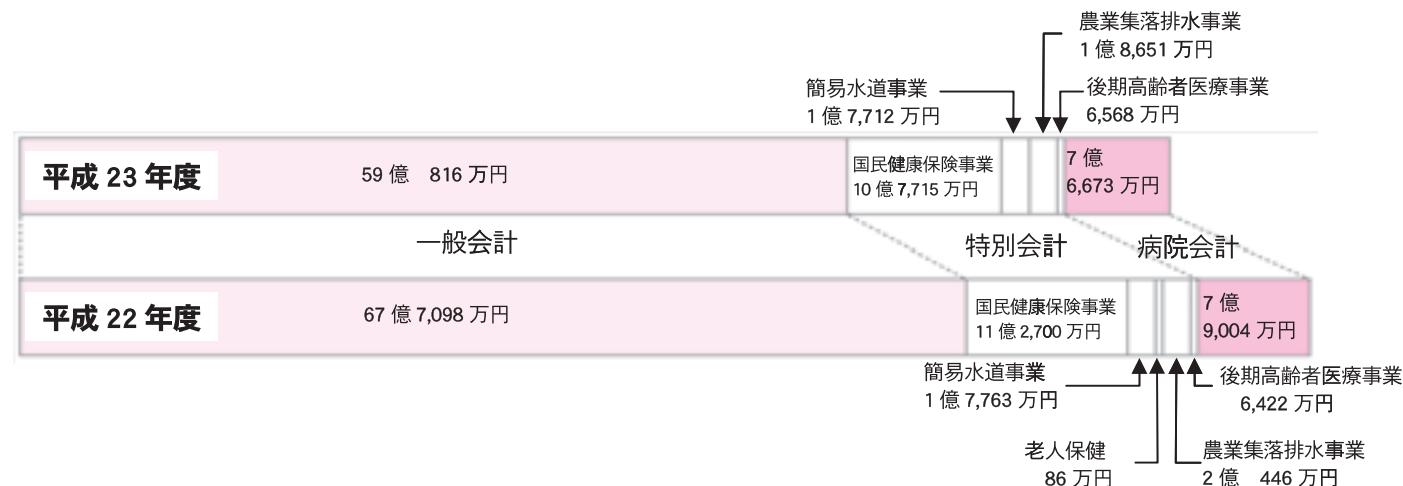 農業集落排水事業
1 億 8,651 万円
簡易水道事業
1 億 7,712 万円
後期高齢者医療事業
6,568 万円
平成 23 年度
59 億　816 万円
国民健康保険事業
10 億 7,715 万円
7 億
6,673 万円
一般会計
特別会計
病院会計
平成 22 年度
67 億 7,098 万円
国民健康保険事業
11 億 2,700 万円
7 億
9,004 万円
簡易水道事業
1 億 7,763 万円
後期高齢者医療事業
6,422 万円
老人保健
86 万円
農業集落排水事業
2 億　446 万円